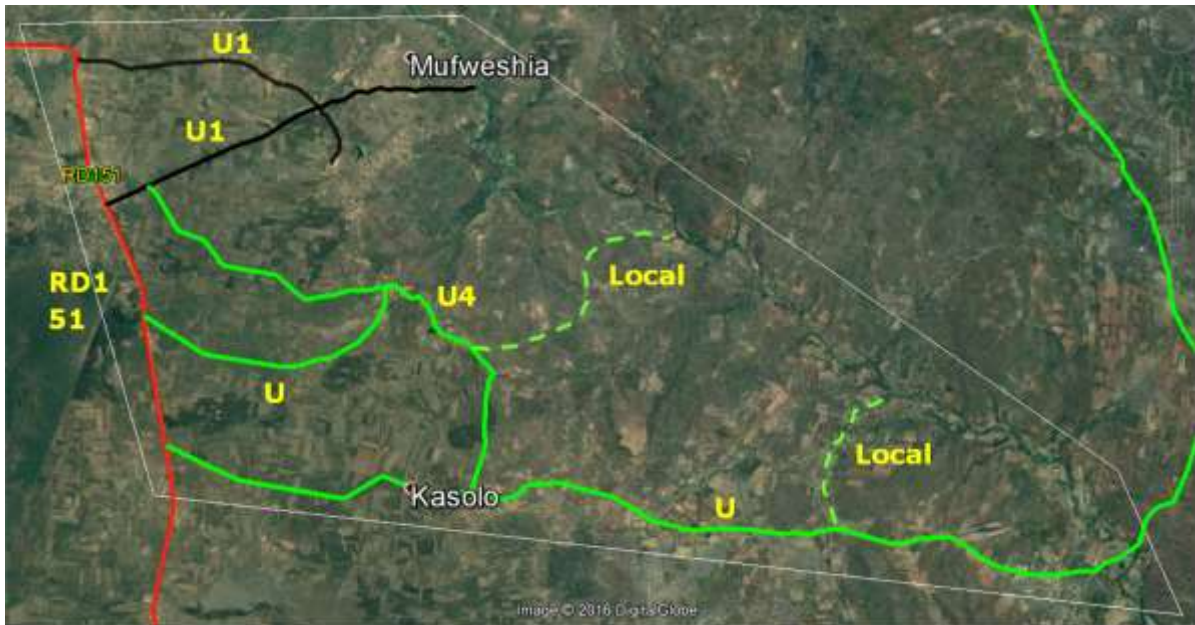 U1
Mufweshia
U1
RD151
RD1
51
U4
Local
U
Local
Kasolo
U
Image © 2016 DigitalGlobe